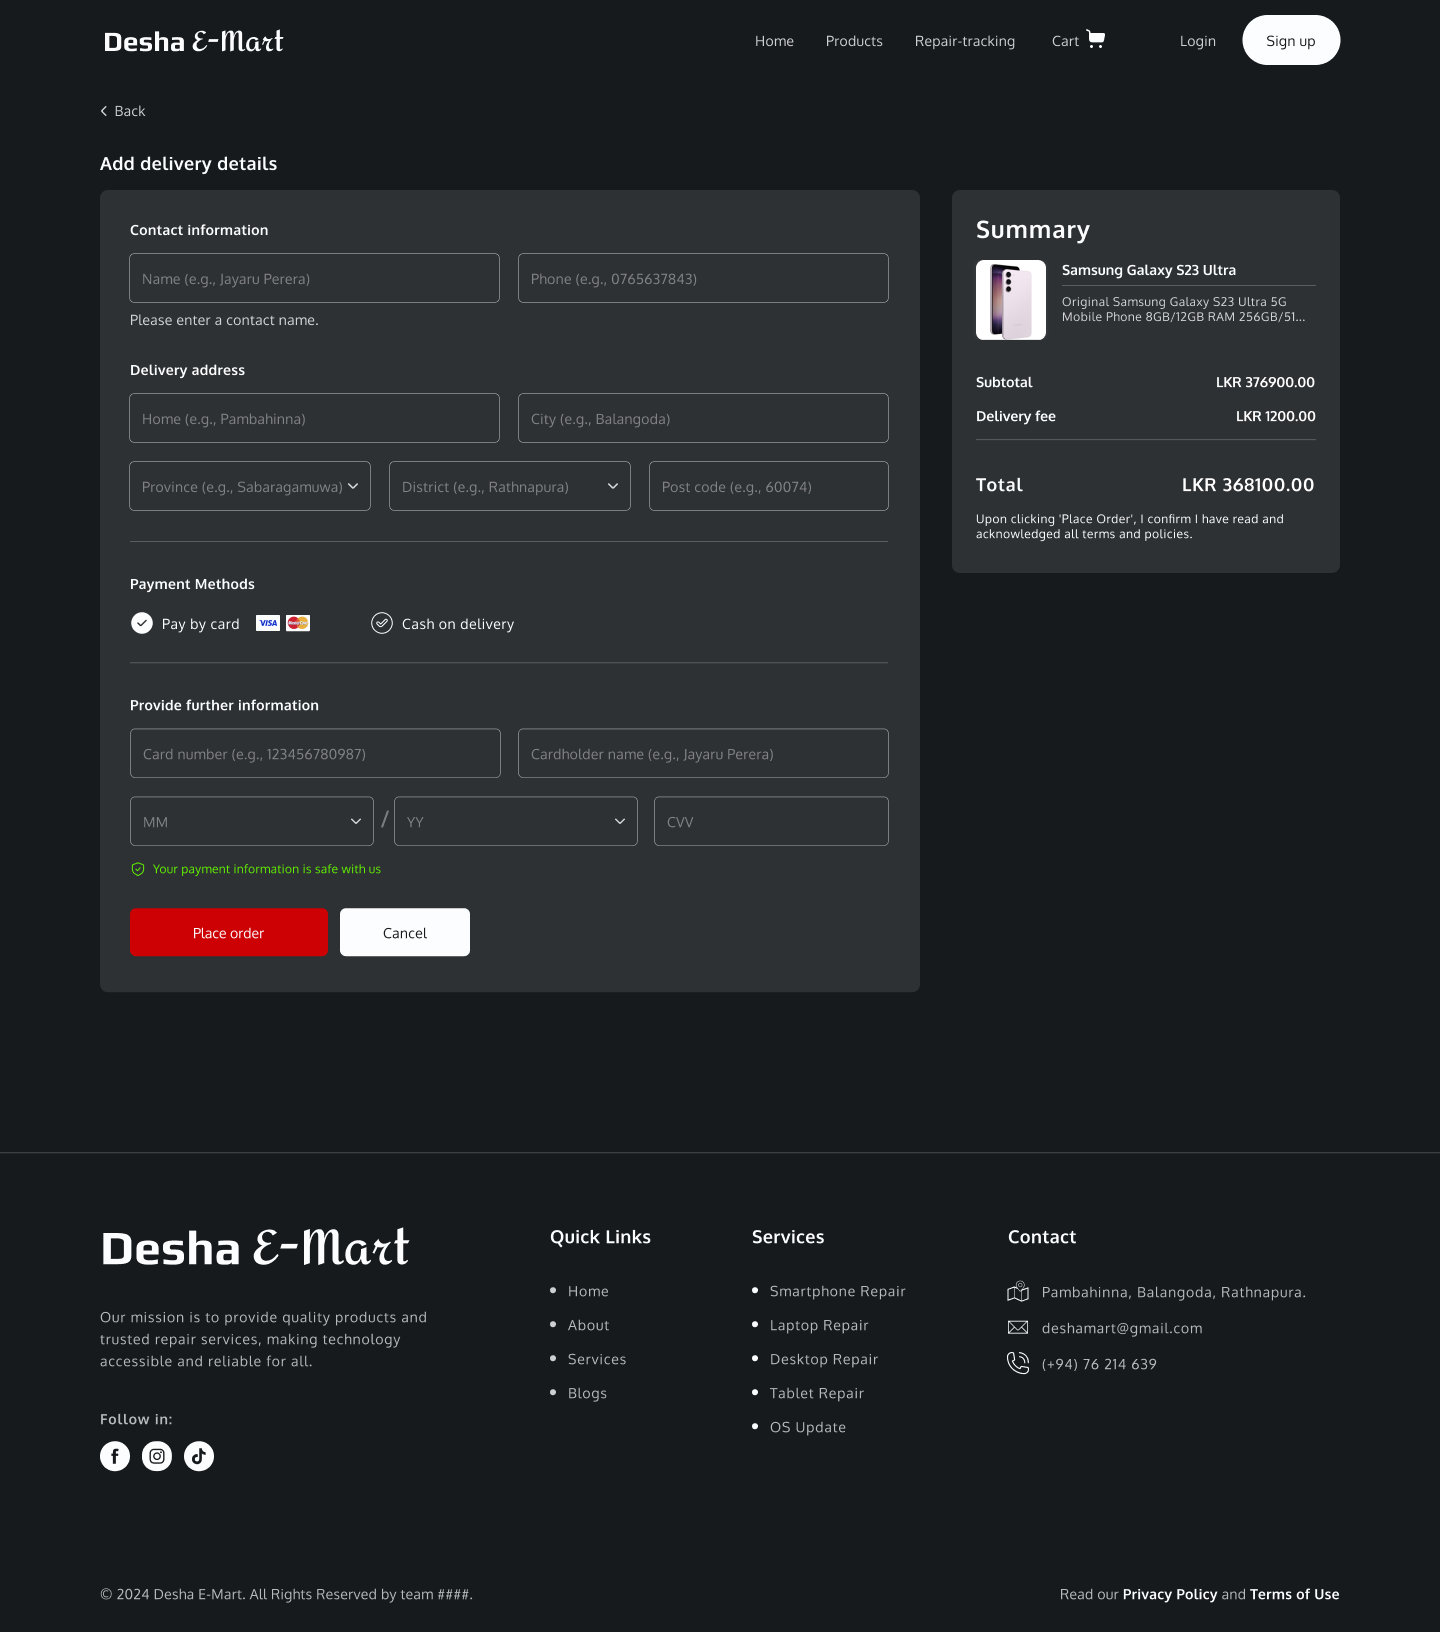 Desha E-Mart
Home Products Repair-tracking Cart Login Sign up
Back
Add delivery details
Contact information
Name (e.g., Jayaru Perera)
Phone (e.g., 0765637843)
Please enter a contact name.
Delivery address
Home (e.g., Pambahinna)
City (e.g., Balangoda)
Province (e.g., Sabaragamuwa)
District (e.g., Rathnapura)
Post code (e.g., 60074)
Payment Methods
Pay by card VISA MasterCard
Cash on delivery
Provide further information
Card number (e.g., 123456780987)
Cardholder name (e.g., Jayaru Perera)
MM / YY
CVV
Your payment information is safe with us
Place order
Cancel
Summary
Samsung Galaxy S23 Ultra
Original Samsung Galaxy S23 Ultra 5G
Mobile Phone 8GB/12GB RAM 256GB/51...
Subtotal LKR 376900.00
Delivery fee LKR 1200.00
Total LKR 368100.00
Upon clicking 'Place Order', I confirm I have read and
acknowledged all terms and policies.
Desha E-Mart
Our mission is to provide quality products and
trusted repair services, making technology
accessible and reliable for all.
Follow in:
Quick Links
Home
About
Services
Blogs
Services
Smartphone Repair
Laptop Repair
Desktop Repair
Tablet Repair
OS Update
Contact
Pambahinna, Balangoda, Rathnapura.
deshamart@gmail.com
(+94) 76 214 639
© 2024 Desha E-Mart. All Rights Reserved by team ####.
Read our Privacy Policy and Terms of Use